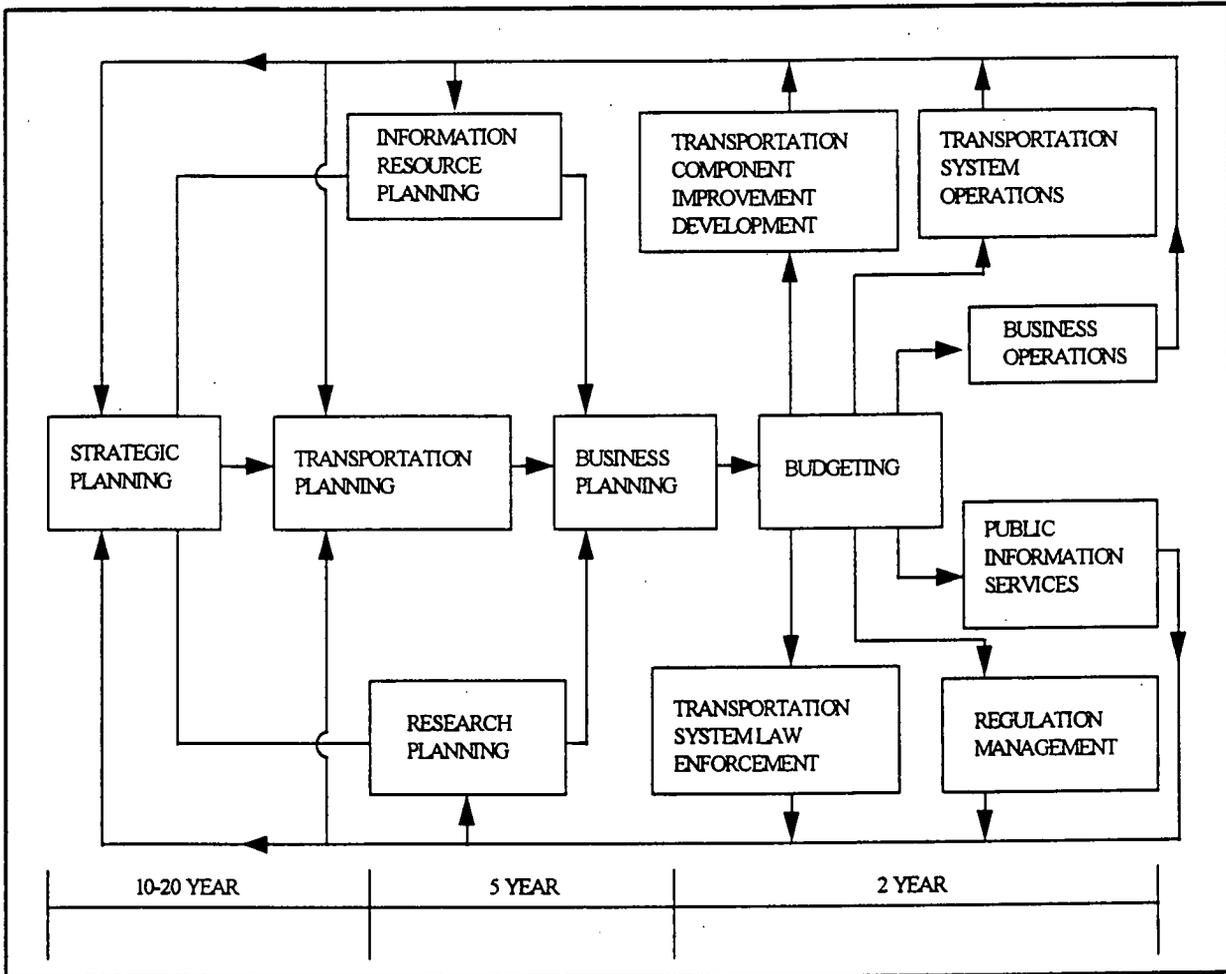 INFORMATION
RESOURCE
PLANNING
TRANSPORTATION
COMPONENT
IMPROVEMENT
DEVELOPMENT
TRANSPORTATION
SYSTEM
OPERATIONS
BUSINESS
OPERATIONS
STRATEGIC
PLANNING
TRANSPORTATION
PLANNING
BUSINESS
PLANNING
BUDGETING
PUBLIC
INFORMATION
SERVICES
RESEARCH
PLANNING
TRANSPORTATION
SYSTEM LAW
ENFORCEMENT
REGULATION
MANAGEMENT
10-20 YEAR
5 YEAR
2 YEAR